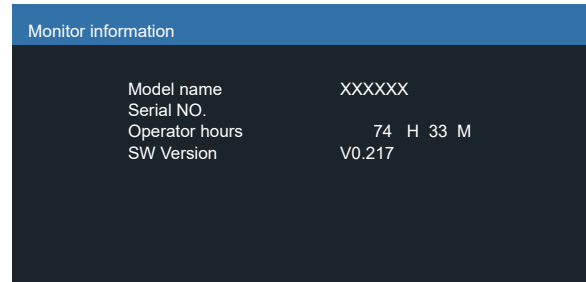 Monitor information
Model name XXXXXX
Serial NO.
Operator hours 74 H 33 M
SW Version V0.217